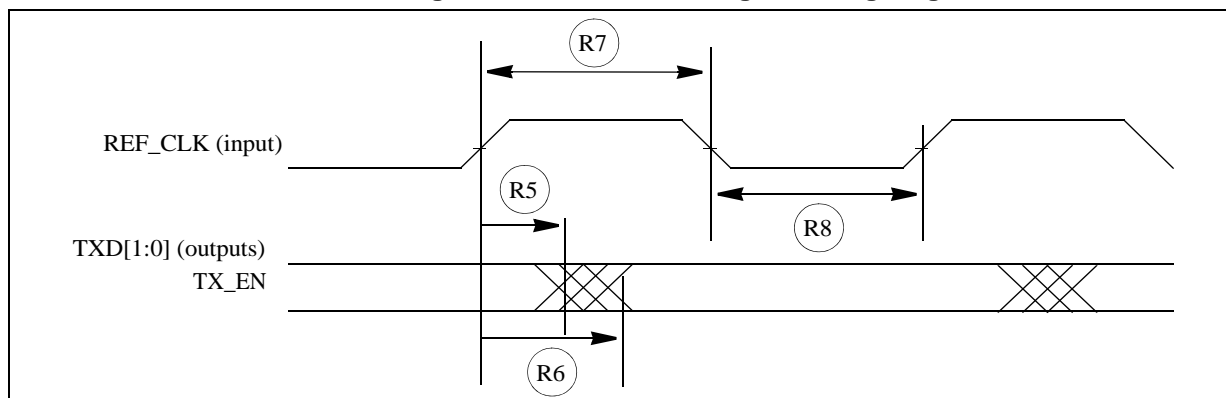 R7
REF_CLK (input)
R5
R8
TXD[1:0] (outputs)
TX_EN
R6